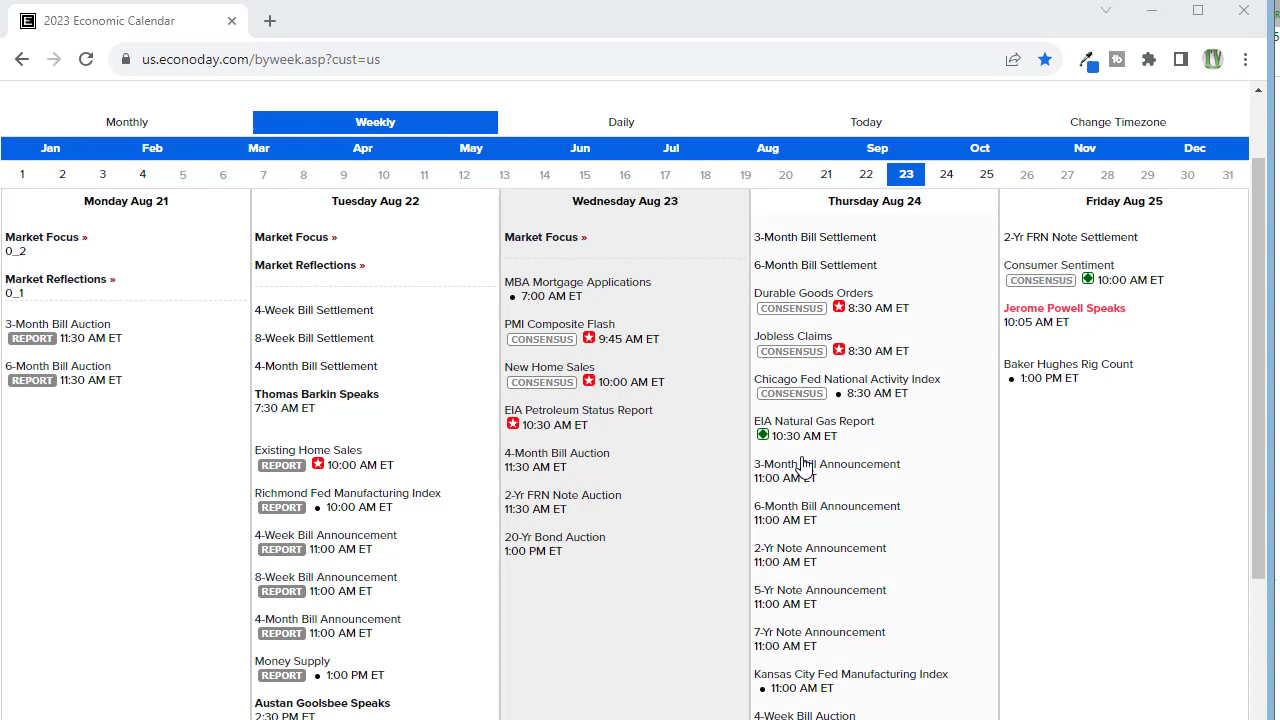 2023 Economic Calendar
us.econoday.com/byweek.asp?cust=us
Monthly Weekly Daily Today Change Timezone
Jan Feb Mar Apr May Jun Jul Aug Sep Oct Nov Dec
1 2 3 4 5 6 7 8 9 10 11 12 13 14 15 16 17 18 19 20 21 22 23 24 25 26 27 28 29 30 31
Monday Aug 21
Market Focus »
0_2
Market Reflections »
0_1
3-Month Bill Auction
REPORT 11:30 AM ET
6-Month Bill Auction
REPORT 11:30 AM ET
Tuesday Aug 22
Market Focus »
Market Reflections »
4-Week Bill Settlement
8-Week Bill Settlement
4-Month Bill Settlement
Thomas Barkin Speaks
7:30 AM ET
Existing Home Sales
REPORT 10:00 AM ET
Richmond Fed Manufacturing Index
REPORT • 10:00 AM ET
4-Week Bill Announcement
REPORT 11:00 AM ET
8-Week Bill Announcement
REPORT 11:00 AM ET
4-Month Bill Announcement
REPORT 11:00 AM ET
Money Supply
REPORT • 1:00 PM ET
Austan Goolsbee Speaks
2:30 PM ET
Wednesday Aug 23
Market Focus »
MBA Mortgage Applications
• 7:00 AM ET
PMI Composite Flash
CONSENSUS 9:45 AM ET
New Home Sales
CONSENSUS 10:00 AM ET
EIA Petroleum Status Report
10:30 AM ET
4-Month Bill Auction
11:30 AM ET
2-Yr FRN Note Auction
11:30 AM ET
20-Yr Bond Auction
1:00 PM ET
Thursday Aug 24
3-Month Bill Settlement
6-Month Bill Settlement
Durable Goods Orders
CONSENSUS 8:30 AM ET
Jobless Claims
CONSENSUS 8:30 AM ET
Chicago Fed National Activity Index
CONSENSUS • 8:30 AM ET
EIA Natural Gas Report
10:30 AM ET
3-Month Bill Announcement
11:00 AM ET
6-Month Bill Announcement
11:00 AM ET
2-Yr Note Announcement
11:00 AM ET
5-Yr Note Announcement
11:00 AM ET
7-Yr Note Announcement
11:00 AM ET
Kansas City Fed Manufacturing Index
• 11:00 AM ET
4-Week Bill Auction
Friday Aug 25
2-Yr FRN Note Settlement
Consumer Sentiment
CONSENSUS 10:00 AM ET
Jerome Powell Speaks
10:05 AM ET
Baker Hughes Rig Count
• 1:00 PM ET